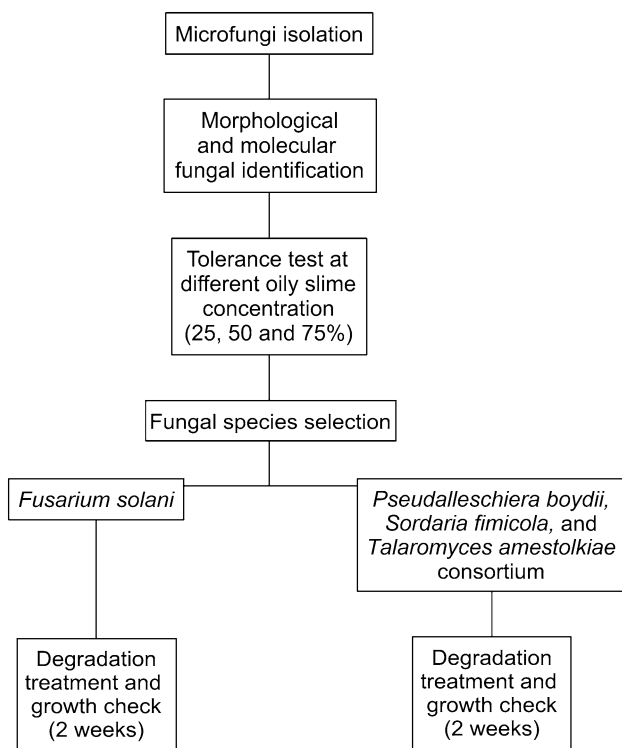 Microfungi isolation
Morphological
and molecular
fungal identification
Tolerance test at
different oily slime
concentration
(25, 50 and 75%)
Fungal species selection
Fusarium solani
Pseudalleschiera boydii,
Sordaria fimicola, and
Talaromyces amestolkiae
consortium
Degradation
treatment and
growth check
(2 weeks)
Degradation
treatment and
growth check
(2 weeks)